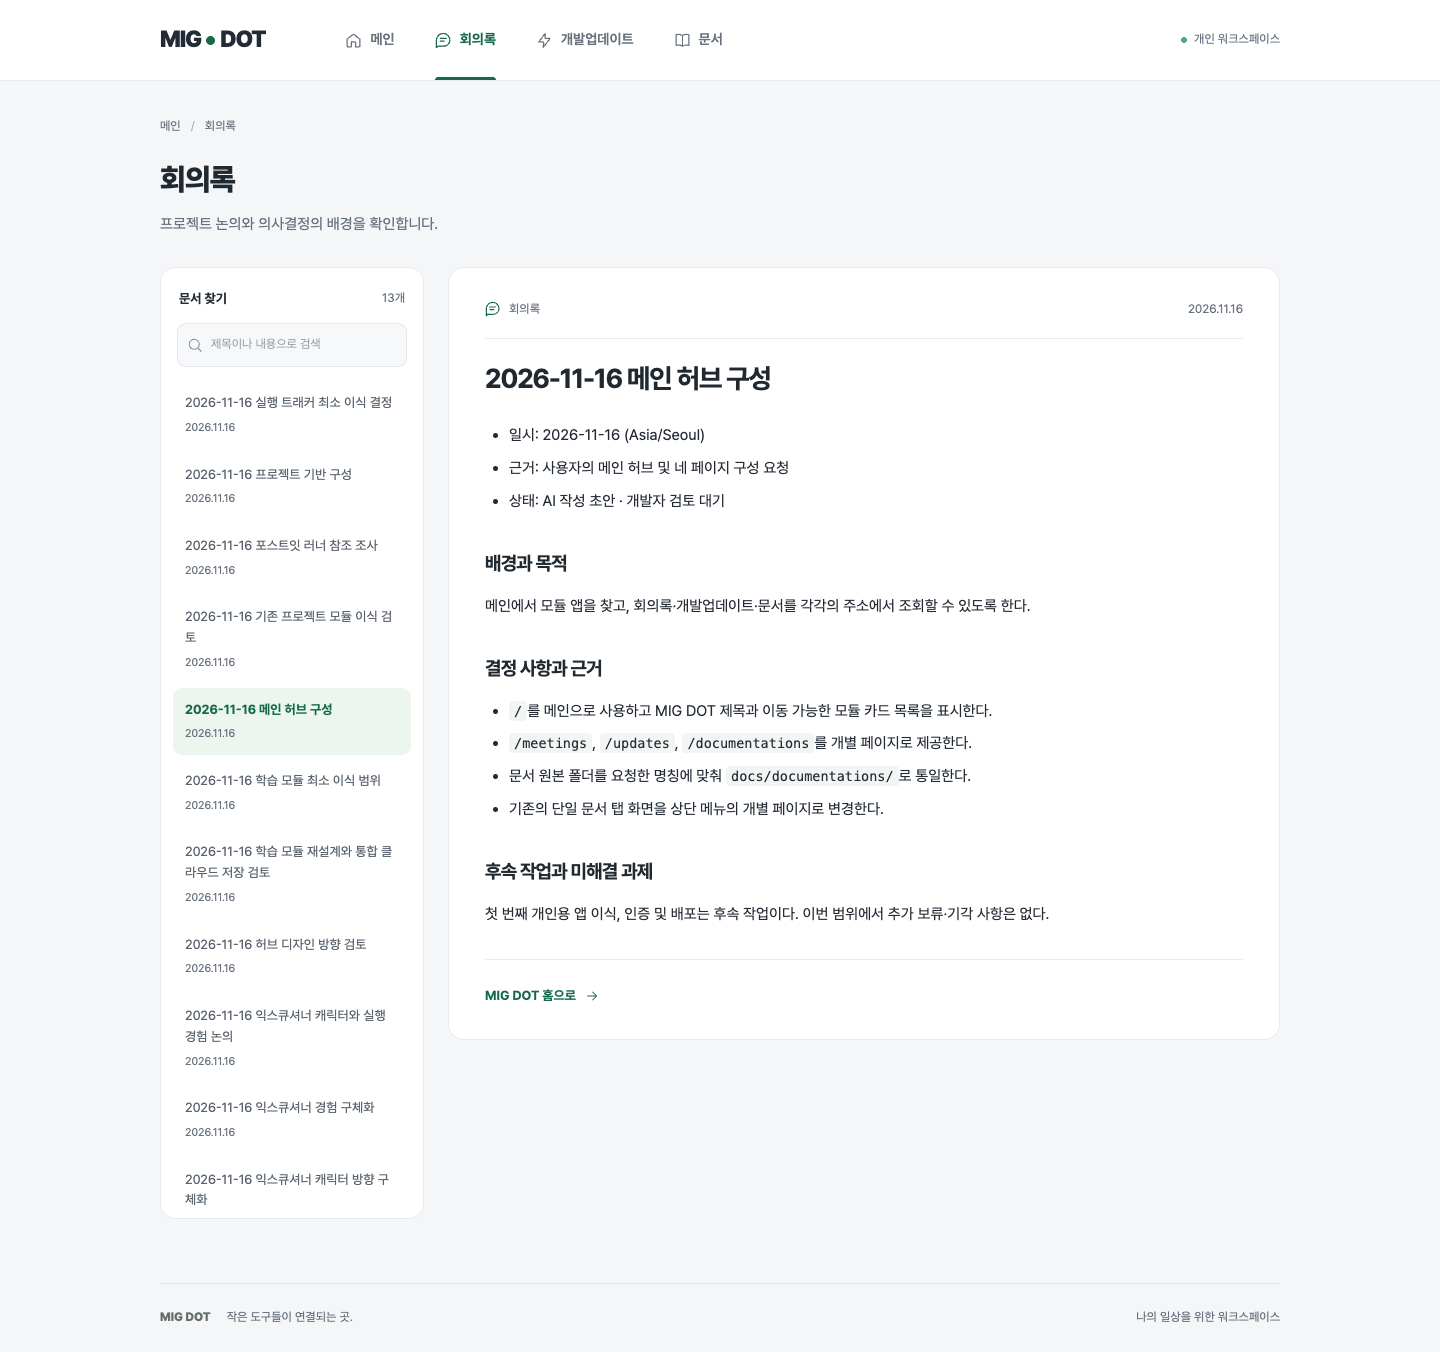 MIG DOT
메인
회의록
개발업데이트
문서
개인 워크스페이스
메인 / 회의록
회의록
프로젝트 논의와 의사결정의 배경을 확인합니다.
문서 찾기
13개
제목이나 내용으로 검색
2026-11-16 실행 트래커 최소 이식 결정
2026.11.16
2026-11-16 프로젝트 기반 구성
2026.11.16
2026-11-16 포스트잇 러너 참조 조사
2026.11.16
2026-11-16 기존 프로젝트 모듈 이식 검
토
2026.11.16
2026-11-16 메인 허브 구성
2026.11.16
2026-11-16 학습 모듈 최소 이식 범위
2026.11.16
2026-11-16 학습 모듈 재설계와 통합 클
라우드 저장 검토
2026.11.16
2026-11-16 허브 디자인 방향 검토
2026.11.16
2026-11-16 익스큐셔너 캐릭터와 실행
경험 논의
2026.11.16
2026-11-16 익스큐셔너 경험 구체화
2026.11.16
2026-11-16 익스큐셔너 캐릭터 방향 구
체화
회의록
2026.11.16
2026-11-16 메인 허브 구성
• 일시: 2026-11-16 (Asia/Seoul)
• 근거: 사용자의 메인 허브 및 네 페이지 구성 요청
• 상태: AI 작성 초안 · 개발자 검토 대기
배경과 목적
메인에서 모듈 앱을 찾고, 회의록·개발업데이트·문서를 각각의 주소에서 조회할 수 있도록 한다.
결정 사항과 근거
• /를 메인으로 사용하고 MIG DOT 제목과 이동 가능한 모듈 카드 목록을 표시한다.
• /meetings, /updates, /documentations를 개별 페이지로 제공한다.
• 문서 원본 폴더를 요청한 명칭에 맞춰 docs/documentations/로 통일한다.
• 기존의 단일 문서 탭 화면을 상단 메뉴의 개별 페이지로 변경한다.
후속 작업과 미해결 과제
첫 번째 개인용 앱 이식, 인증 및 배포는 후속 작업이다. 이번 범위에서 추가 보류·기각 사항은 없다.
MIG DOT 홈으로 →
MIG DOT
작은 도구들이 연결되는 곳.
나의 일상을 위한 워크스페이스